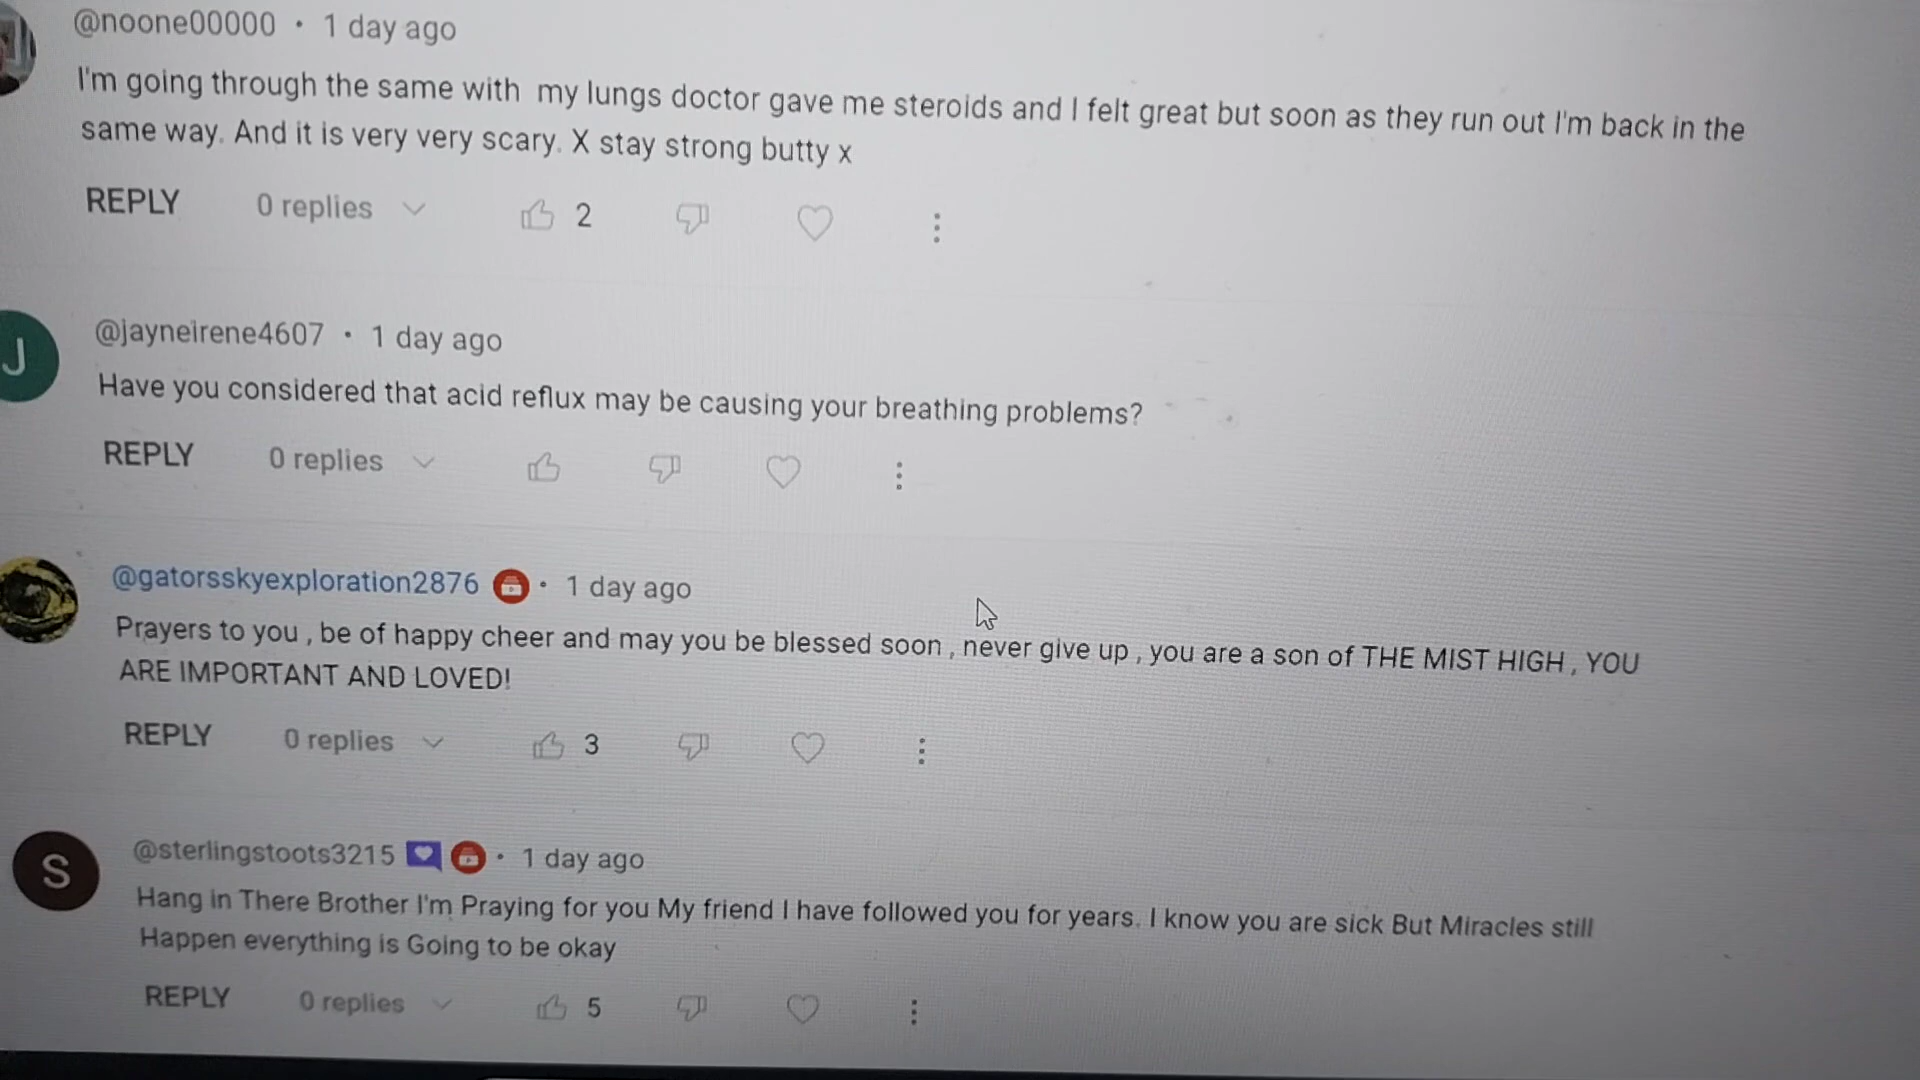 @noone00000 • 1 day ago
I'm going through the same with my lungs doctor gave me steroids and I felt great but soon as they run out I'm back in the
same way. And it is very very scary. X stay strong butty x
REPLY 0 replies 2
J
@jayneirene4607 • 1 day ago
Have you considered that acid reflux may be causing your breathing problems?
REPLY 0 replies
@gatorsskyexploration2876 • 1 day ago
Prayers to you , be of happy cheer and may you be blessed soon , never give up , you are a son of THE MIST HIGH , YOU
ARE IMPORTANT AND LOVED!
REPLY 0 replies 3
S
@sterlingstoots3215 • 1 day ago
Hang in There Brother I'm Praying for you My friend I have followed you for years. I know you are sick But Miracles still
Happen everything is Going to be okay
REPLY 0 replies 5